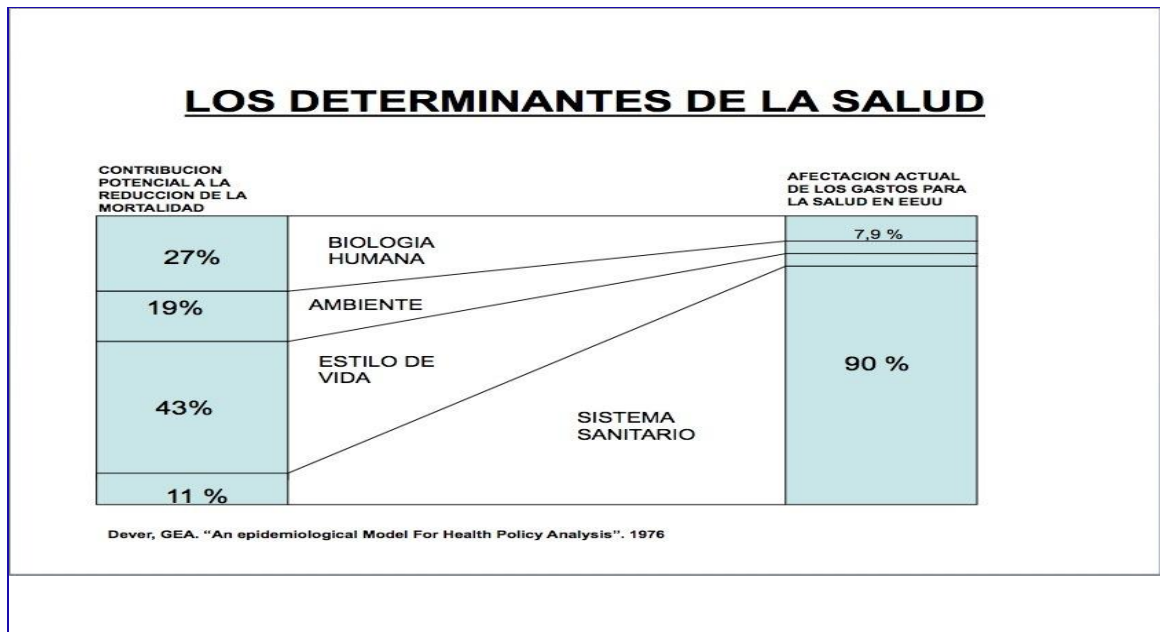 LOS DETERMINANTES DE LA SALUD
CONTRIBUCION
POTENCIAL A LA
REDUCCION DE LA
MORTALIDAD
AFECTACION ACTUAL
DE LOS GASTOS PARA
LA SALUD EN EEUU
27%
BIOLOGIA
HUMANA
7,9 %
19%
AMBIENTE
43%
ESTILO DE
VIDA
90 %
SISTEMA
SANITARIO
11 %
Dever, GEA. “An epidemiological Model For Health Policy Analysis”. 1976